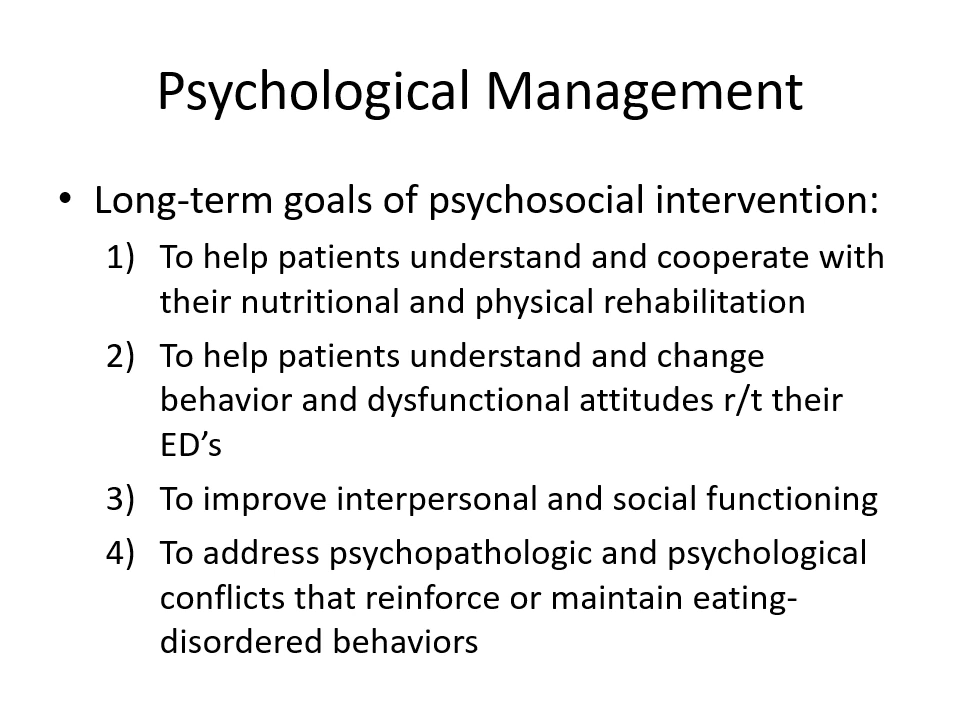 Psychological Management
• Long-term goals of psychosocial intervention:
1) To help patients understand and cooperate with
their nutritional and physical rehabilitation
2) To help patients understand and change
behavior and dysfunctional attitudes r/t their
ED’s
3) To improve interpersonal and social functioning
4) To address psychopathologic and psychological
conflicts that reinforce or maintain eating-
disordered behaviors